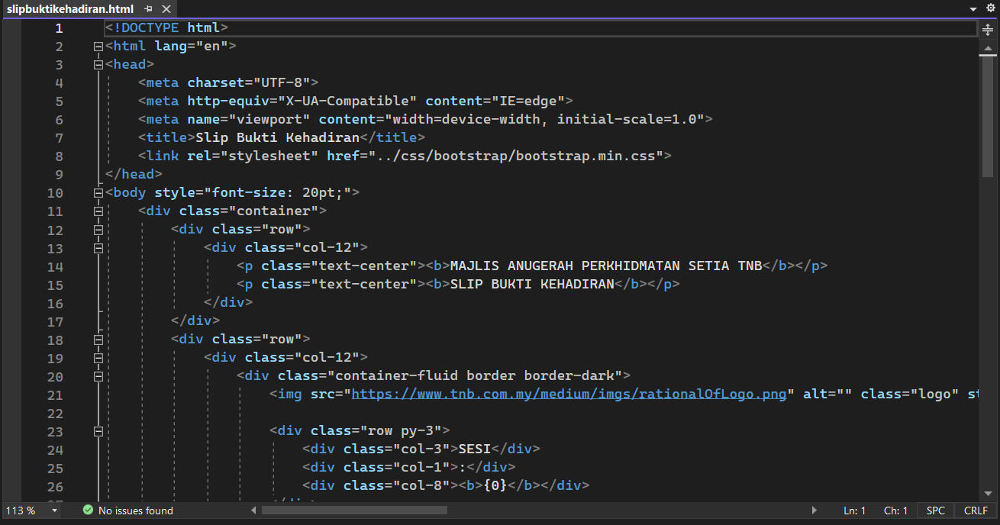 slipbuktikehadiran.html
1 <!DOCTYPE html>
2 <html lang="en">
3 <head>
4     <meta charset="UTF-8">
5     <meta http-equiv="X-UA-Compatible" content="IE=edge">
6     <meta name="viewport" content="width=device-width, initial-scale=1.0">
7     <title>Slip Bukti Kehadiran</title>
8     <link rel="stylesheet" href="../css/bootstrap/bootstrap.min.css">
9 </head>
10 <body style="font-size: 20pt;">
11     <div class="container">
12         <div class="row">
13             <div class="col-12">
14                 <p class="text-center"><b>MAJLIS ANUGERAH PERKHIDMATAN SETIA TNB</b></p>
15                 <p class="text-center"><b>SLIP BUKTI KEHADIRAN</b></p>
16             </div>
17         </div>
18         <div class="row">
19             <div class="col-12">
20                 <div class="container-fluid border border-dark">
21                     <img src="https://www.tnb.com.my/medium/imgs/rationalOfLogo.png" alt="" class="logo" st
22
23                     <div class="row py-3">
24                         <div class="col-3">SESI</div>
25                         <div class="col-1">:</div>
26                         <div class="col-8"><b>{0}</b></div>
113 % No issues found Ln: 1 Ch: 1 SPC CRLF